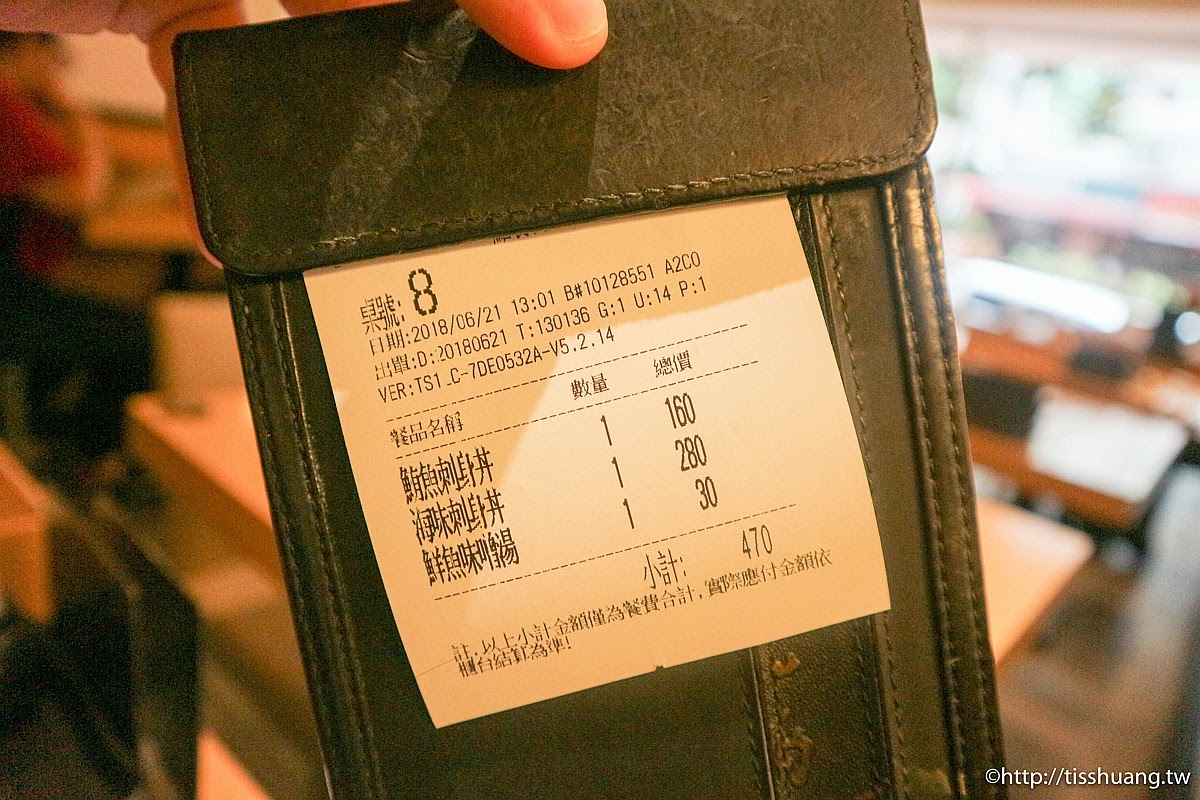 桌號: 8
日期:2018/06/21 13:01 B#10128551 A2C0
出單:D:20180621 T:130136 G:1 U:14 P:1
VER:TS1.C-7DE0532A-V5.2.14
餐品名稱 數量 總價
鮪魚刺身丼 1 160
海味刺身丼 1 280
鮮魚味噌湯 1 30
小計: 470
註:以上小計金額僅為餐費合計,實際應付金額依
櫃台結算為準!
©http://tisshuang.tw